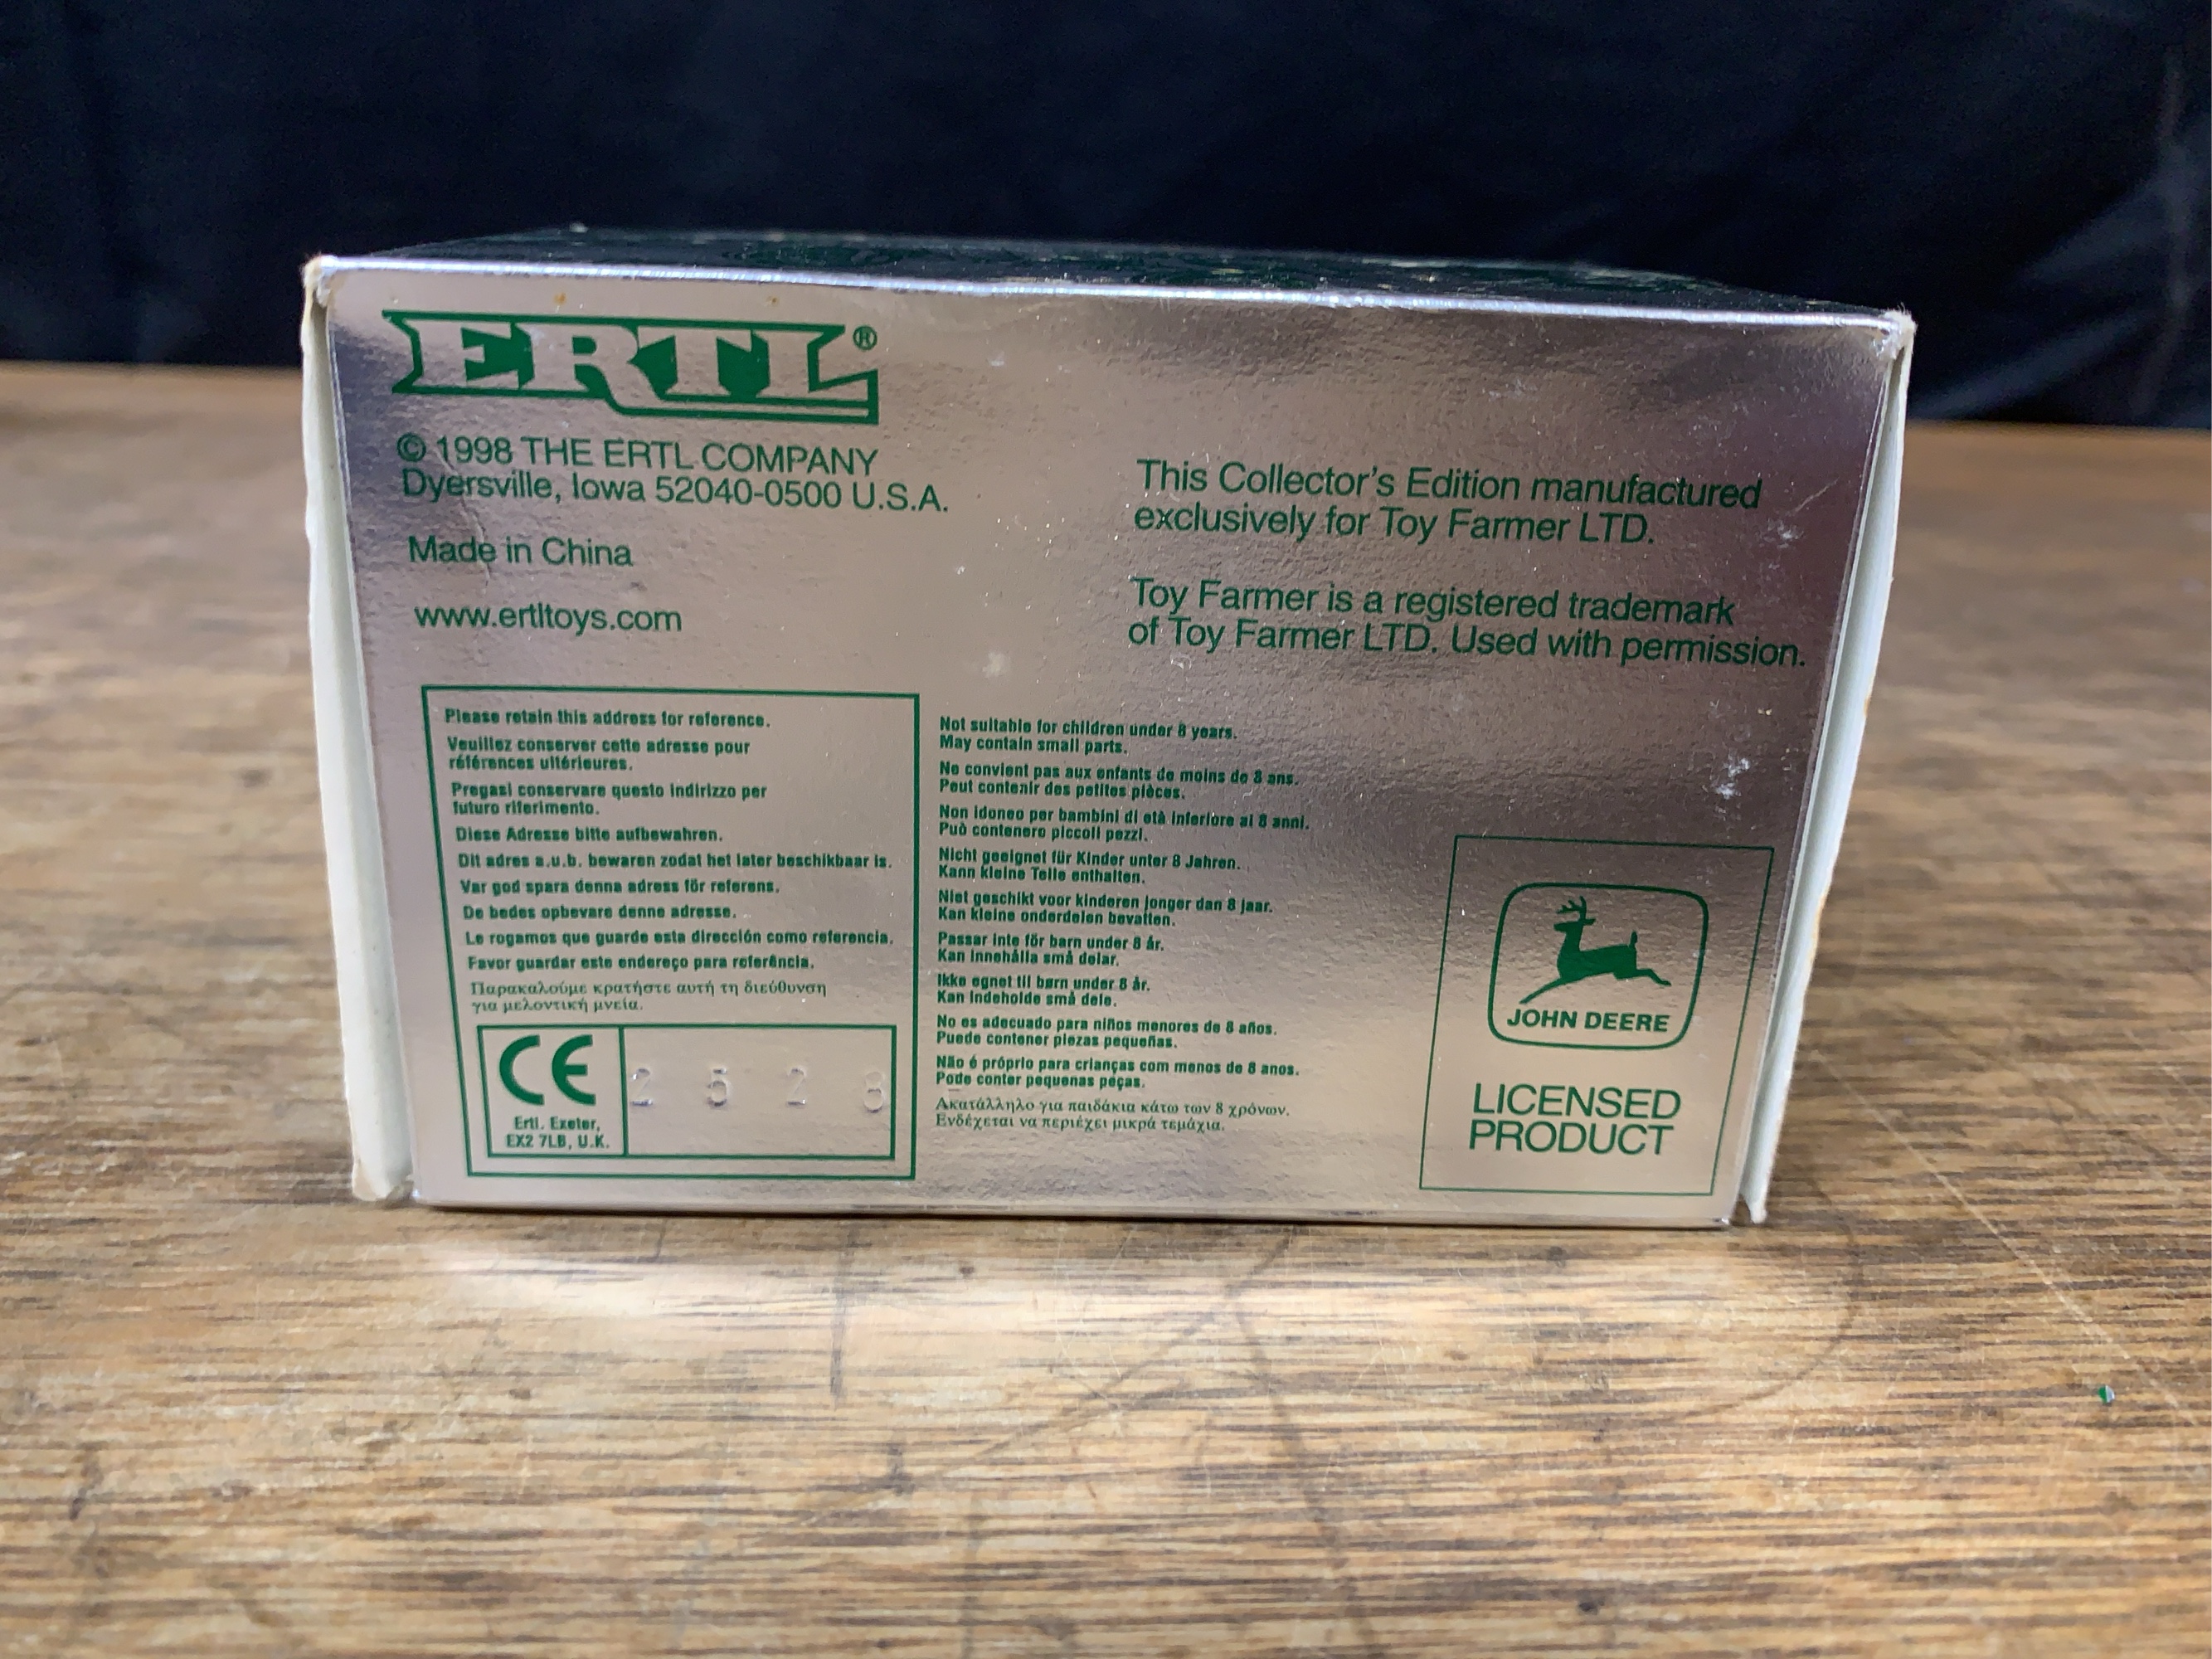 ERTL®
© 1998 THE ERTL COMPANY
Dyersville, Iowa 52040-0500 U.S.A.
Made in China
www.ertltoys.com
This Collector's Edition manufactured
exclusively for Toy Farmer LTD.
Toy Farmer is a registered trademark
of Toy Farmer LTD. Used with permission.
Please retain this address for reference.
Veuillez conserver cette adresse pour
références ultérieures.
Pregasi conservare questo indirizzo per
futuro riferimento.
Diese Adresse bitte aufbewahren.
Dit adres a.u.b. bewaren zodat het later beschikbaar is.
Var god spara denna adress för referens.
De bedes opbevare denne adresse.
Le rogamos que guarde esta dirección como referencia.
Favor guardar este endereço para referência.
Παρακαλούμε κρατήστε αυτή τη διεύθυνση
για μελοντική μνεία.
CE
Ertl. Exeter,
EX2 7LB, U.K.
2 5 2 8
Not suitable for children under 8 years.
May contain small parts.
Ne convient pas aux enfants de moins de 8 ans.
Peut contenir des petites pièces.
Non idoneo per bambini di età inferiore ai 8 anni.
Può contenere piccoli pezzi.
Nicht geeignet für Kinder unter 8 Jahren.
Kann kleine Teile enthalten.
Niet geschikt voor kinderen jonger dan 8 jaar.
Kan kleine onderdelen bevatten.
Passar inte för barn under 8 år.
Kan innehålla små delar.
Ikke egnet til børn under 8 år.
Kan indeholde små dele.
No es adecuado para niños menores de 8 años.
Puede contener piezas pequeñas.
Não é próprio para crianças com menos de 8 anos.
Pode conter pequenas peças.
Ακατάλληλο για παιδάκια κάτω των 8 χρόνων.
Ενδέχεται να περιέχει μικρά τεμάχια.
JOHN DEERE
LICENSED
PRODUCT